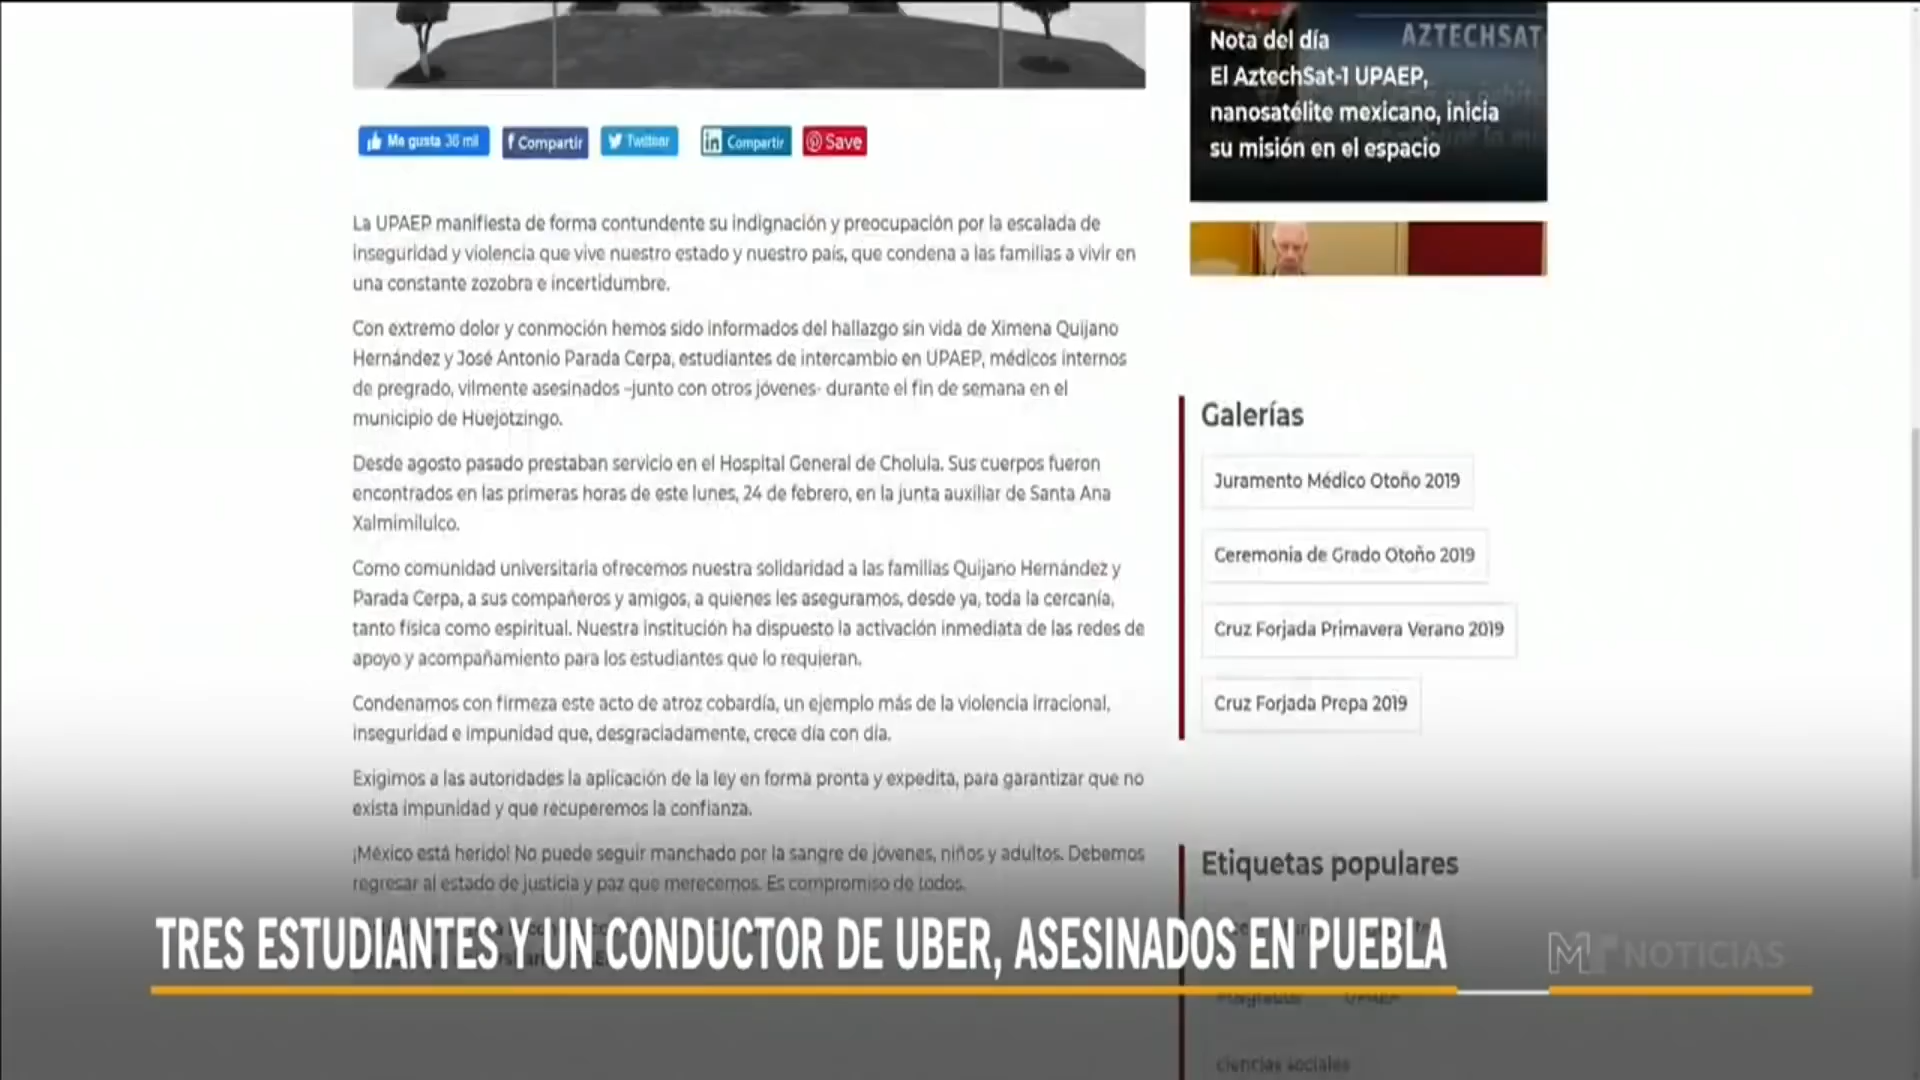 Nota del día
AZTECHSAT
El AztechSat-1 UPAEP,
nanosatélite mexicano, inicia
su misión en el espacio
Me gusta 36 mil
Compartir
Twittear
Compartir
Save
La UPAEP manifiesta de forma contundente su indignación y preocupación por la escalada de
inseguridad y violencia que vive nuestro estado y nuestro país, que condena a las familias a vivir en
una constante zozobra e incertidumbre.
Con extremo dolor y conmoción hemos sido informados del hallazgo sin vida de Ximena Quijano
Hernández y José Antonio Parada Cerpa, estudiantes de intercambio en UPAEP, médicos internos
de pregrado, vilmente asesinados -junto con otros jóvenes- durante el fin de semana en el
municipio de Huejotzingo.
Desde agosto pasado prestaban servicio en el Hospital General de Cholula. Sus cuerpos fueron
encontrados en las primeras horas de este lunes, 24 de febrero, en la junta auxiliar de Santa Ana
Xalmimilulco.
Como comunidad universitaria ofrecemos nuestra solidaridad a las familias Quijano Hernández y
Parada Cerpa, a sus compañeros y amigos, a quienes les aseguramos, desde ya, toda la cercanía,
tanto física como espiritual. Nuestra institución ha dispuesto la activación inmediata de las redes de
apoyo y acompañamiento para los estudiantes que lo requieran.
Condenamos con firmeza este acto de atroz cobardía, un ejemplo más de la violencia irracional,
inseguridad e impunidad que, desgraciadamente, crece día con día.
Exigimos a las autoridades la aplicación de la ley en forma pronta y expedita, para garantizar que no
exista impunidad y que recuperemos la confianza.
¡México está herido! No puede seguir manchado por la sangre de jóvenes, niños y adultos. Debemos
regresar al estado de justicia y paz que merecemos. Es compromiso de todos.
Galerías
Juramento Médico Otoño 2019
Ceremonia de Grado Otoño 2019
Cruz Forjada Primavera Verano 2019
Cruz Forjada Prepa 2019
Etiquetas populares
UPAEP
ciencias sociales
TRES ESTUDIANTES Y UN CONDUCTOR DE UBER, ASESINADOS EN PUEBLA
NOTICIAS